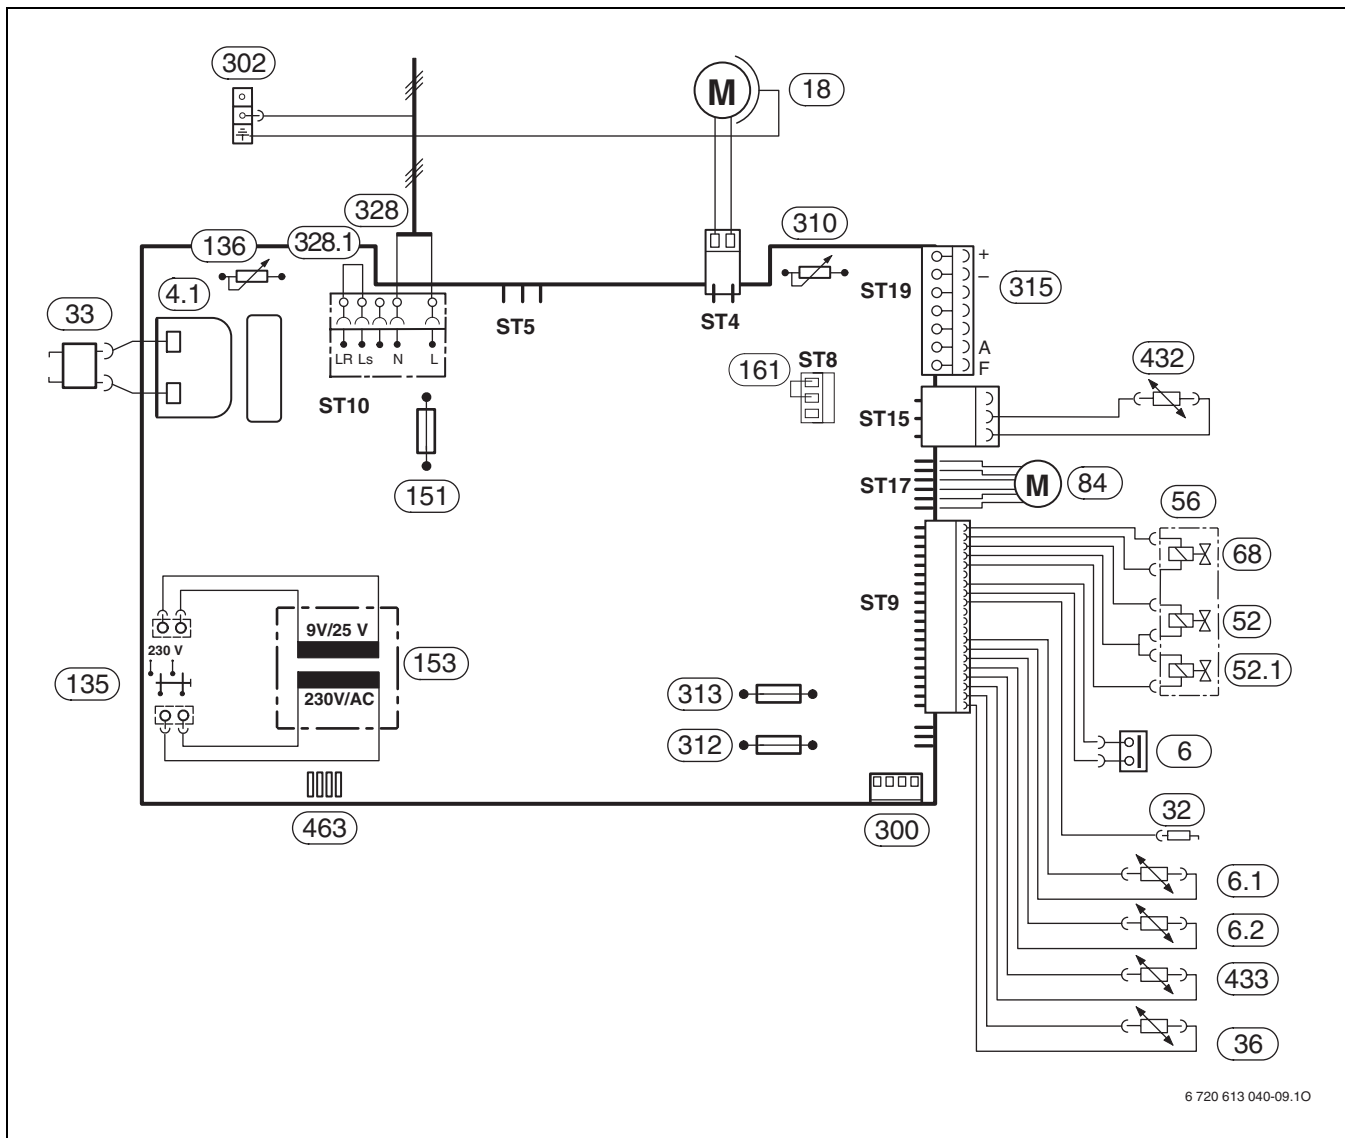 302
M
18
328
136
328.1
310
4.1
+
–
ST19
315
33
ST5
ST4
LR Ls N L
A
F
161
ST8
432
ST10
ST15
151
ST17
M
84
56
68
ST9
52
9V/25 V
230 V
153
52.1
135
230V/AC
313
312
6
463
300
32
6.1
6.2
433
36
6 720 613 040-09.1O